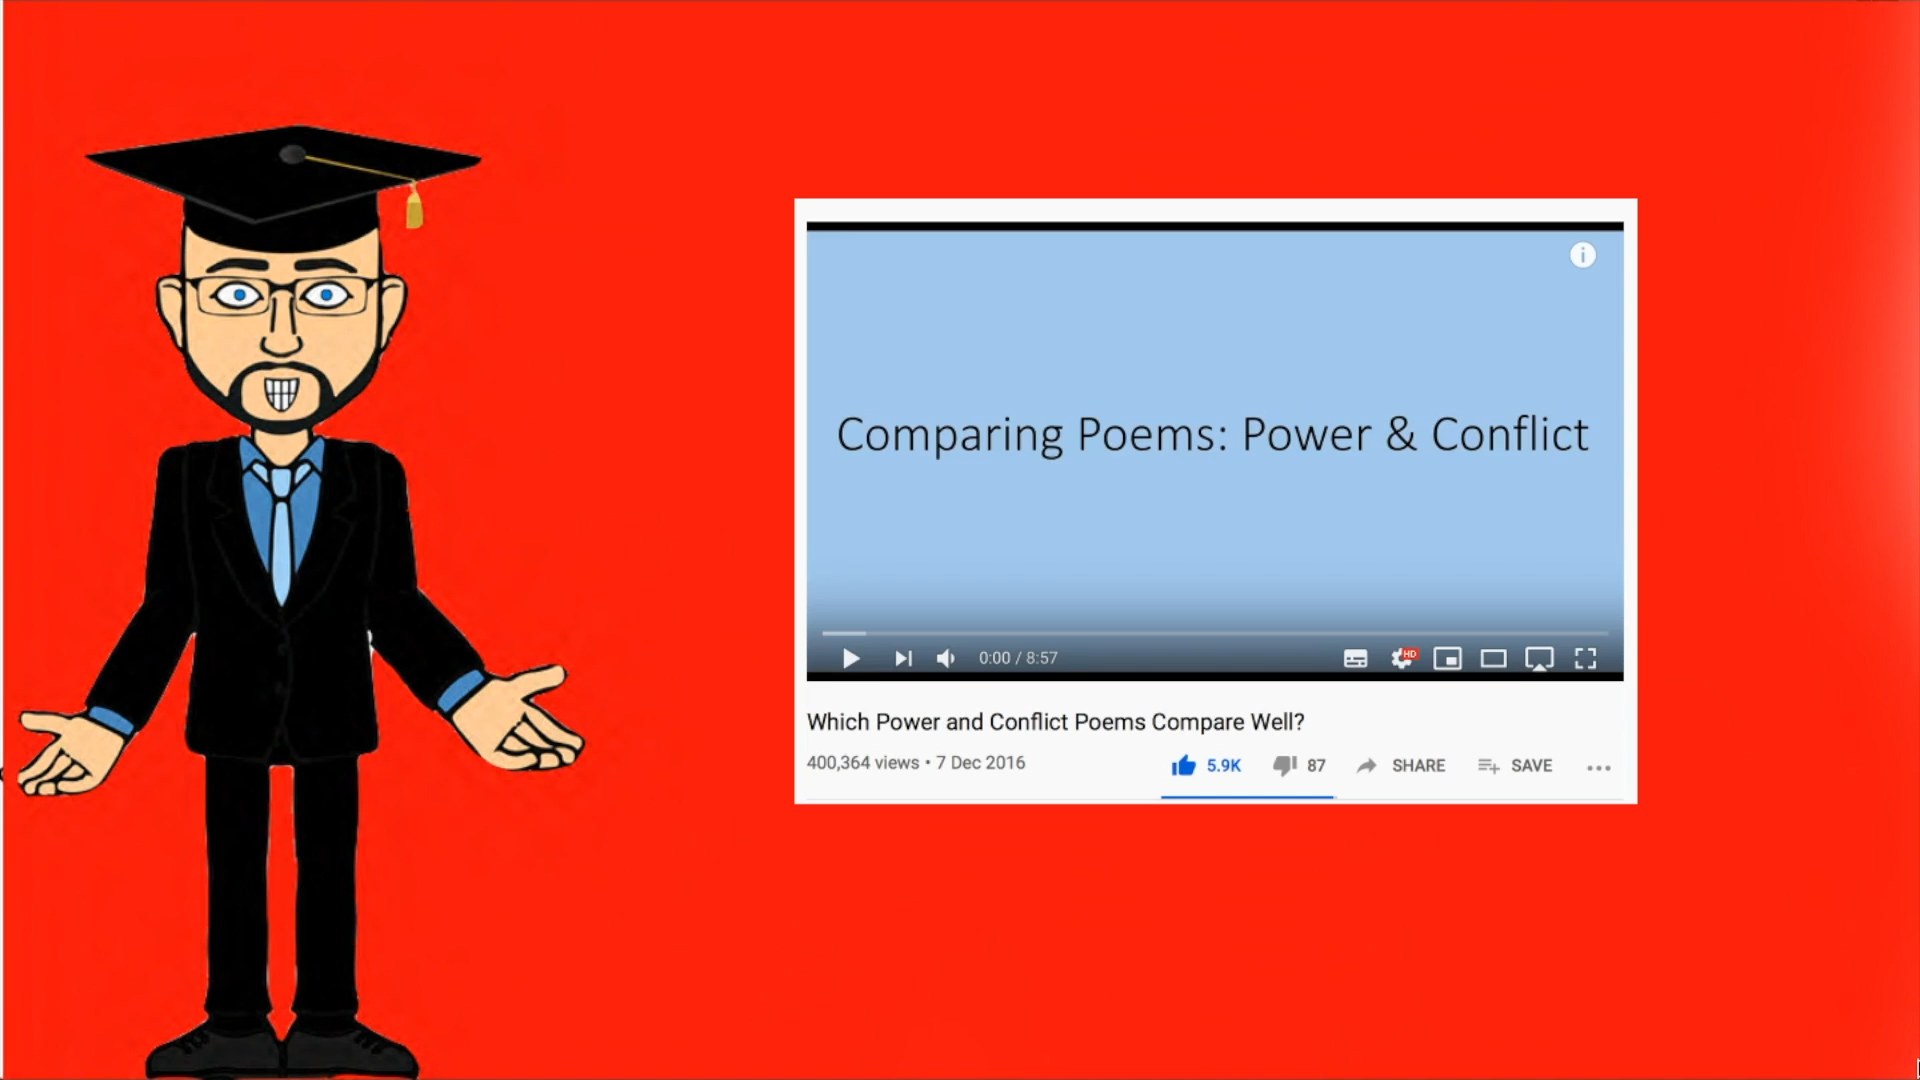 Comparing Poems: Power & Conflict
0:00 / 8:57
HD
Which Power and Conflict Poems Compare Well?
400,364 views • 7 Dec 2016 5.9K 87 SHARE SAVE